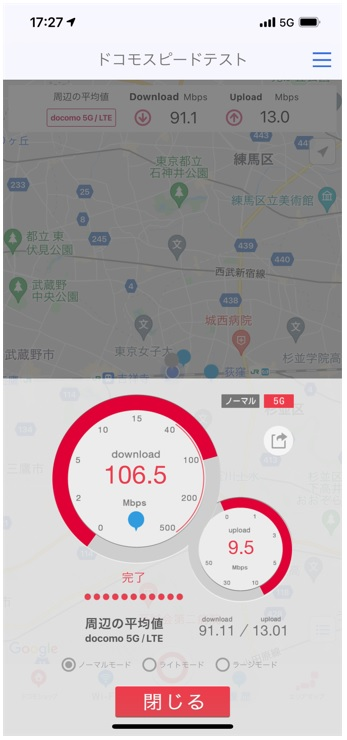 17:27 5G
ドコモスピードテスト
周辺の平均値 Download Mbps Upload Mbps
docomo 5G / LTE 91.1 13.0
443
東京都立
石神井公園
練馬区
233
25
練馬区立美術館
8
245
都立 東
伏見公園
439
440
西武新宿線
武蔵野
中央公園
4
438
城西病院
武蔵野市
東京女子大
杉並学院高
荻窪 JR
ノーマル 5G
15
10 40
download
5 100
106.5
Mbps
2 200
0 500
upload
0 1
3
9.5
Mbps
5
50
30 10
三鷹市
完了
周辺の平均値
docomo 5G / LTE
download upload
91.11 / 13.01
Google
ノーマルモード ライトモード ラージモード
閉じる